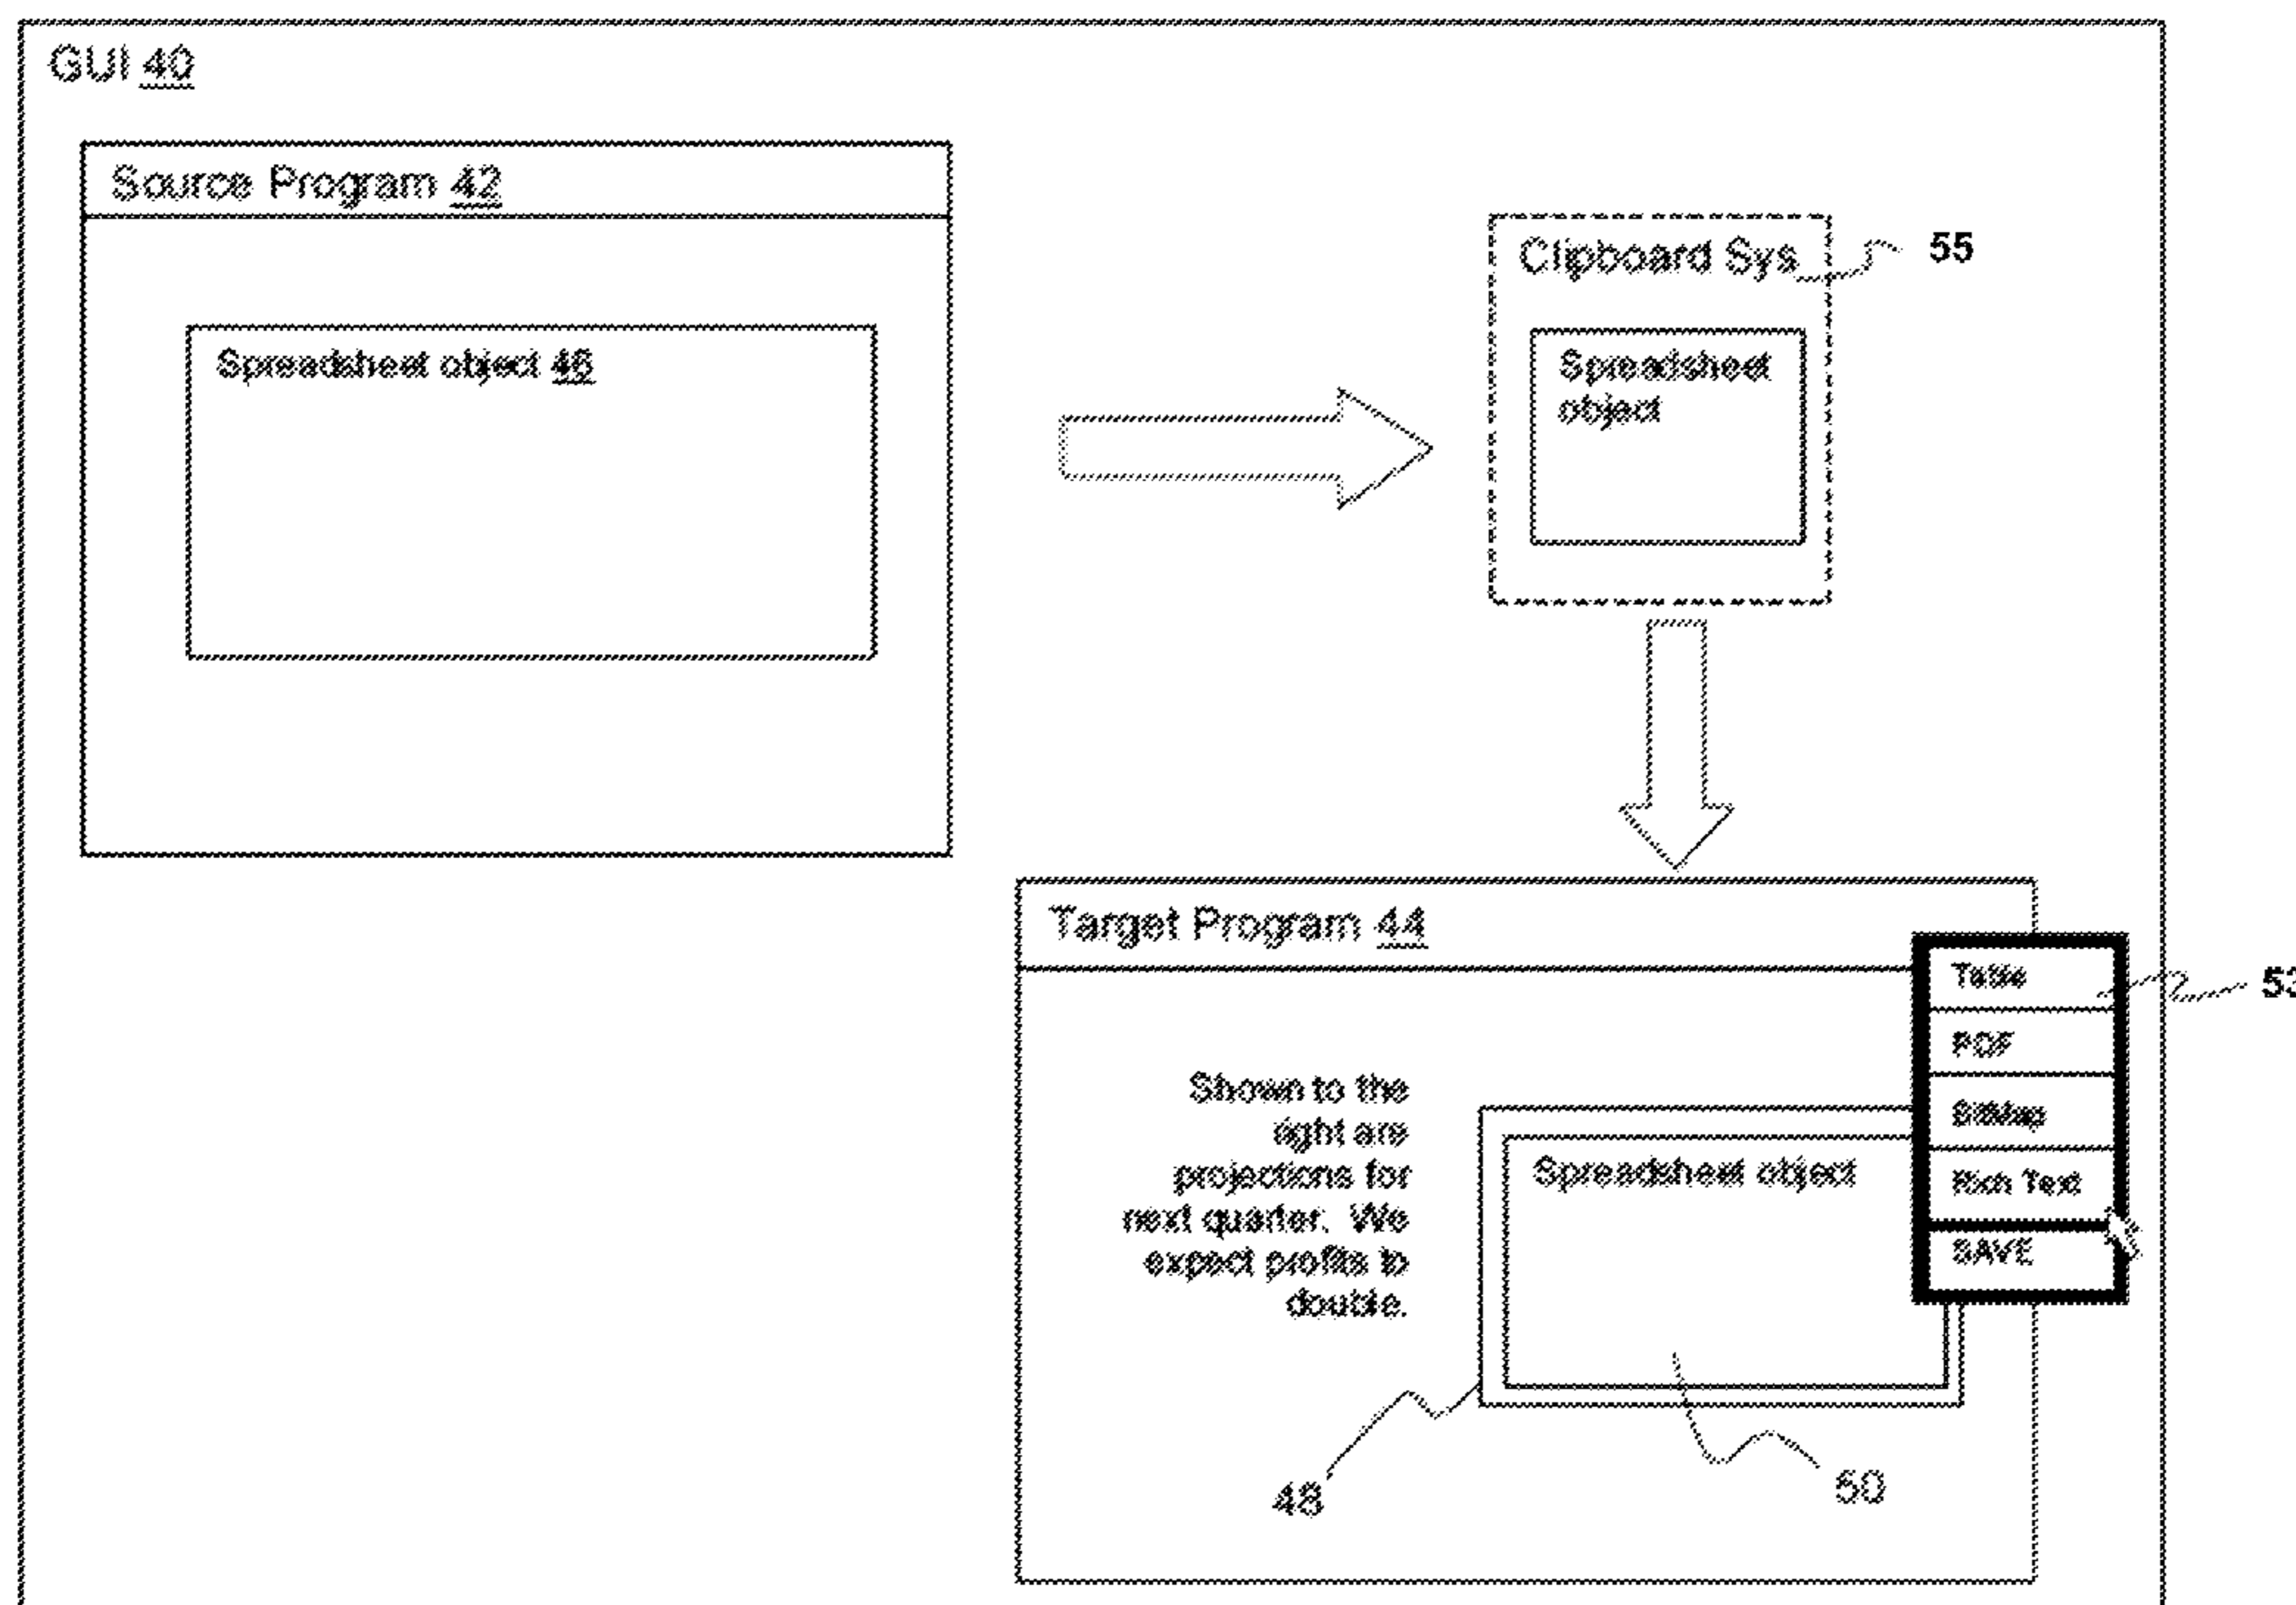 GUI 40
Source Program 42
Spreadsheet object 46
Clipboard Sys
55
Spreadsheet
object
Target Program 44
Table
53
PDF
BitMap
Rich Text
SAVE
Shown to the
right are
projections for
next quarter. We
expect profits to
double.
Spreadsheet object
48
50